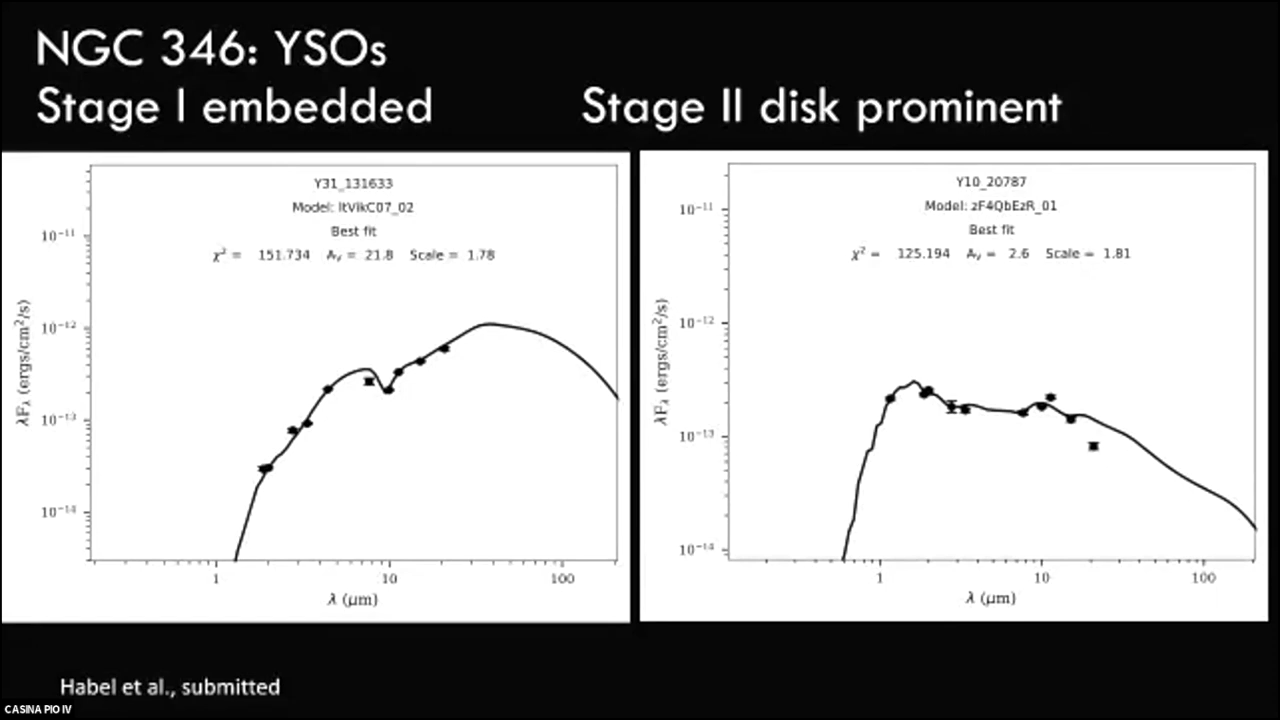 NGC 346: YSOs
Stage I embedded
Stage II disk prominent
Y31_131633
Model: ltVlkC07_02
Best fit
χ² = 151.734 Aᵥ = 21.8 Scale = 1.78
10⁻¹¹
10⁻¹²
10⁻¹³
10⁻¹⁴
λF_λ (ergs/cm²/s)
1 10 100
λ (μm)
Y10_20787
Model: zF4QbEzR_01
Best fit
χ² = 125.194 Aᵥ = 2.6 Scale = 1.81
10⁻¹¹
10⁻¹²
10⁻¹³
10⁻¹⁴
λF_λ (ergs/cm²/s)
1 10 100
λ (μm)
Habel et al., submitted
CASINA PIO IV